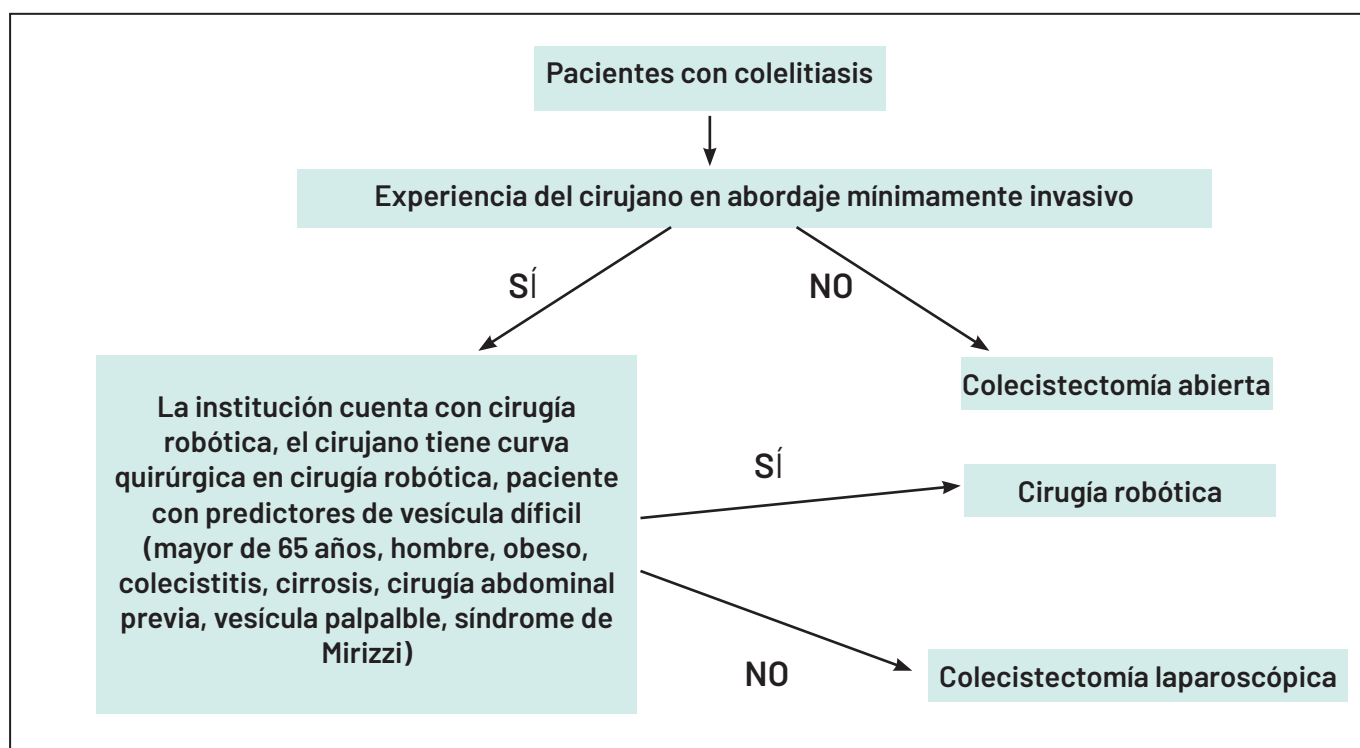 Pacientes con colelitiasis
Experiencia del cirujano en abordaje mínimamente invasivo
SÍ
NO
La institución cuenta con cirugía
robótica, el cirujano tiene curva
quirúrgica en cirugía robótica, paciente
con predictores de vesícula díficil
(mayor de 65 años, hombre, obeso,
colecistitis, cirrosis, cirugía abdominal
previa, vesícula palpalble, síndrome de
Mirizzi)
Colecistectomía abierta
SÍ
Cirugía robótica
NO
Colecistectomía laparoscópica